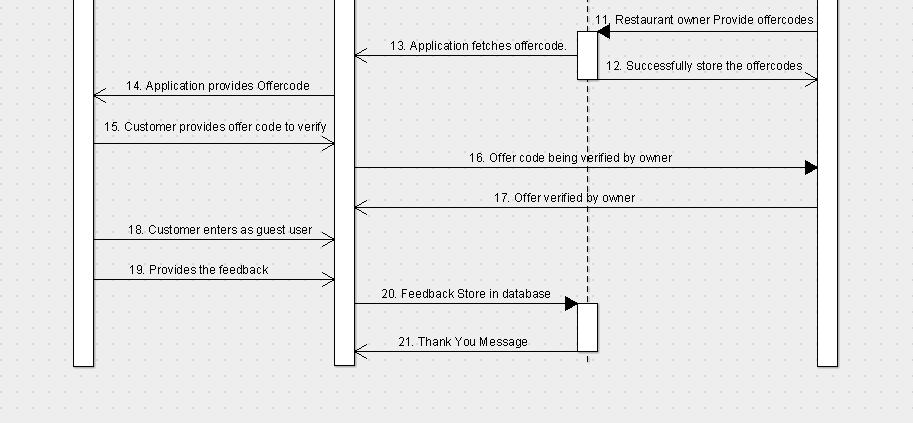 11. Restaurant owner Provide offercodes
13. Application fetches offercode.
12. Successfully store the offercodes
14. Application provides Offercode
15. Customer provides offer code to verify
16. Offer code being verified by owner
17. Offer verified by owner
18. Customer enters as guest user
19. Provides the feedback
20. Feedback Store in database
21. Thank You Message